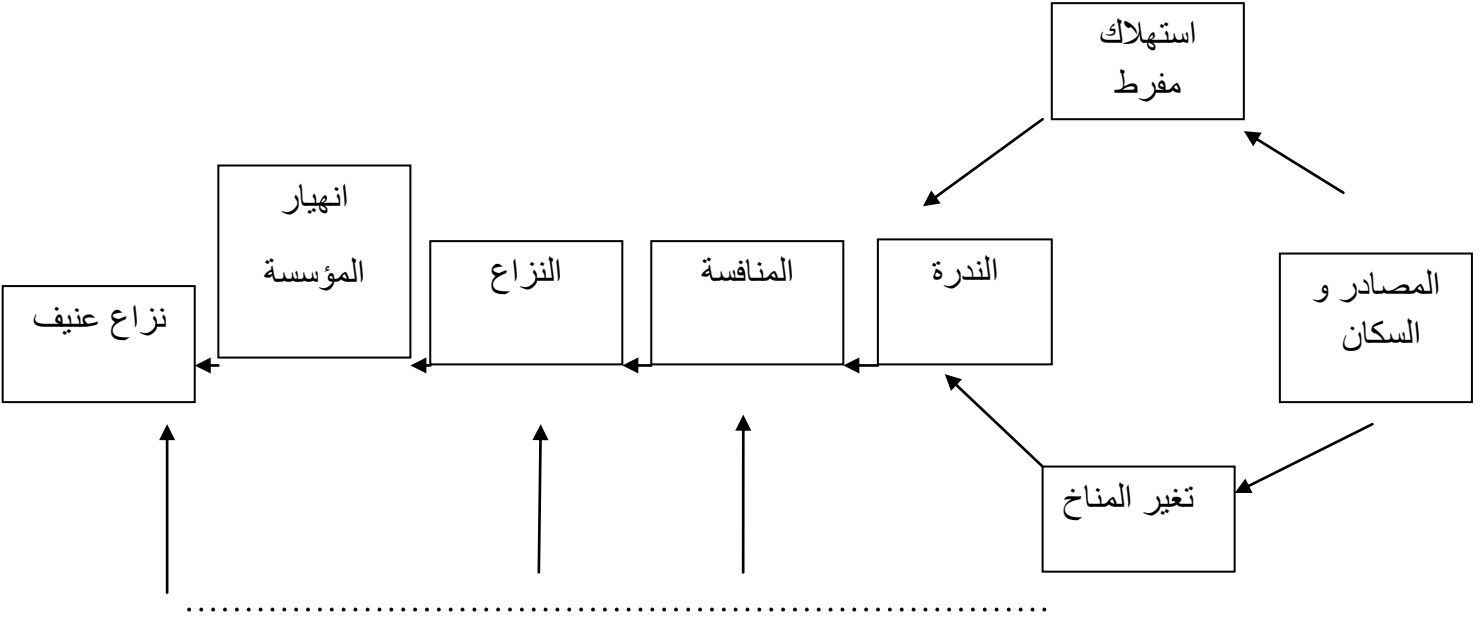 استهلاك
مفرط
المصادر و
السكان
الندرة
المنافسة
النزاع
انهيار
المؤسسة
نزاع عنيف
تغير المناخ